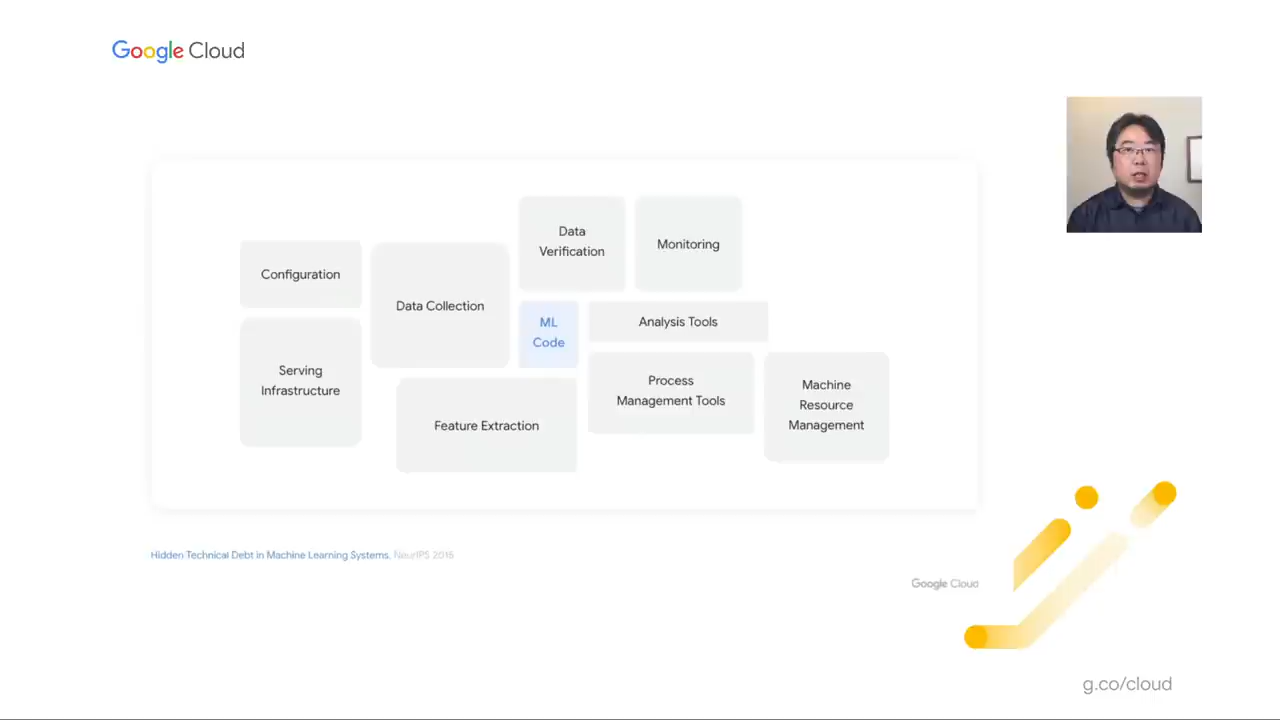 Google Cloud
Data
Verification
Monitoring
Configuration
Data Collection
ML
Code
Analysis Tools
Serving
Infrastructure
Process
Management Tools
Machine
Resource
Management
Feature Extraction
Hidden Technical Debt in Machine Learning Systems, NeurIPS 2015
Google Cloud
g.co/cloud